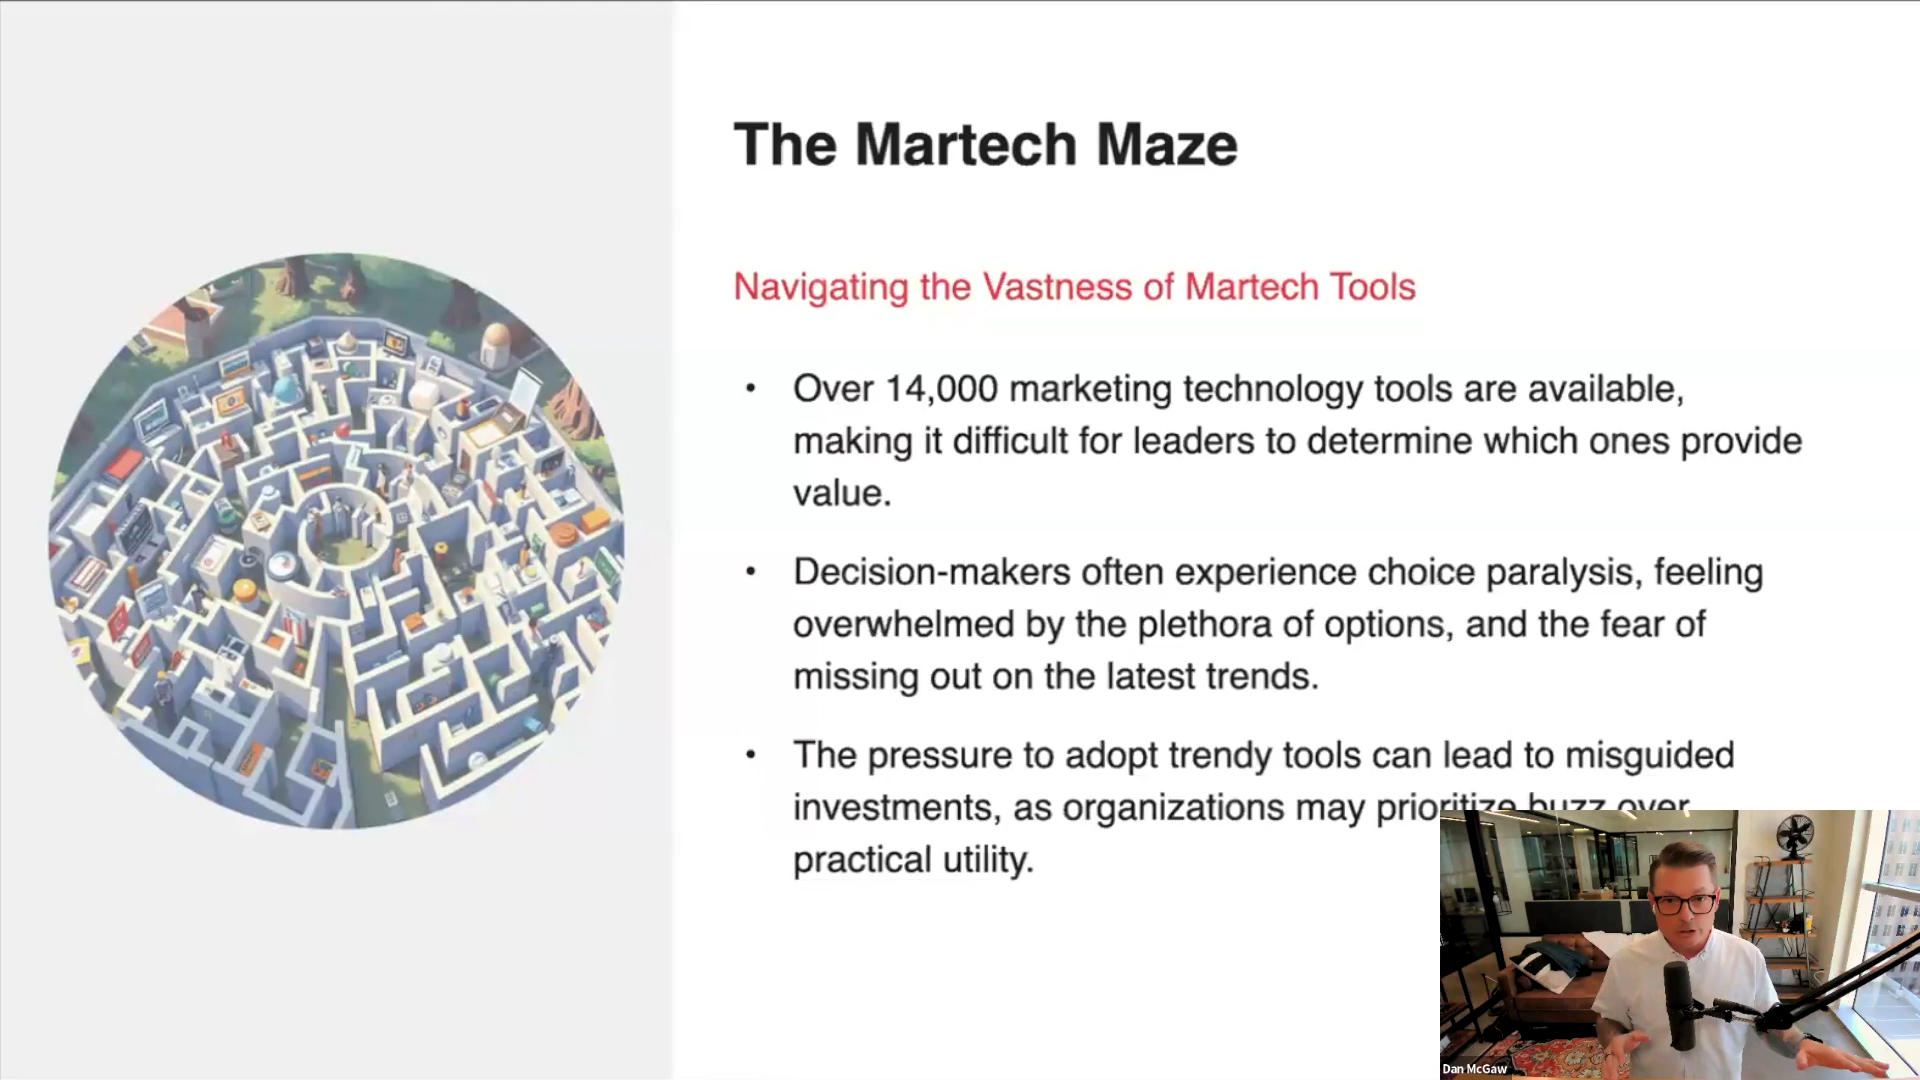 The Martech Maze
Navigating the Vastness of Martech Tools
• Over 14,000 marketing technology tools are available,
making it difficult for leaders to determine which ones provide
value.
• Decision-makers often experience choice paralysis, feeling
overwhelmed by the plethora of options, and the fear of
missing out on the latest trends.
• The pressure to adopt trendy tools can lead to misguided
investments, as organizations may prioritize buzz over
practical utility.
Dan McGaw